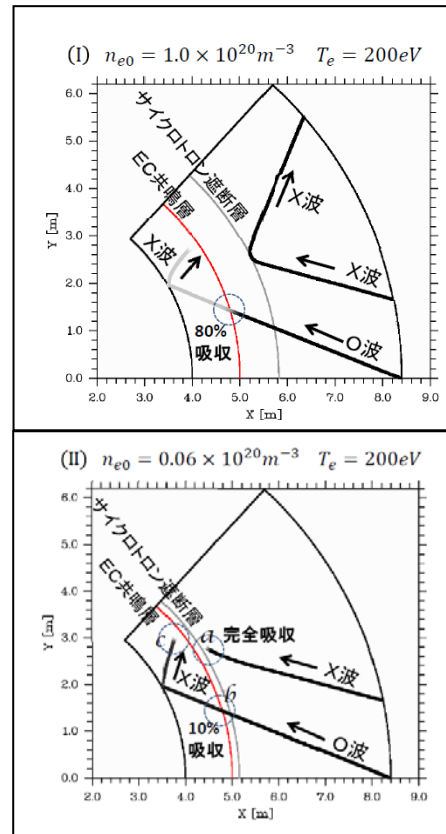 (I) n_{e0} = 1.0 × 10^{20}m^{-3} T_e = 200eV
6.0
5.0
4.0
3.0
2.0
1.0
0.0
Y [m]
サイクロトロン遮断層
EC共鳴層
X波
X波
X波
O波
80%
吸収
2.0 3.0 4.0 5.0 6.0 7.0 8.0 9.0
X [m]
(II) n_{e0} = 0.06 × 10^{20}m^{-3} T_e = 200eV
6.0
5.0
4.0
3.0
2.0
1.0
0.0
Y [m]
サイクロトロン遮断層
EC共鳴層
c
a 完全吸収
X波
X波
b
O波
10%
吸収
2.0 3.0 4.0 5.0 6.0 7.0 8.0 9.0
X [m]